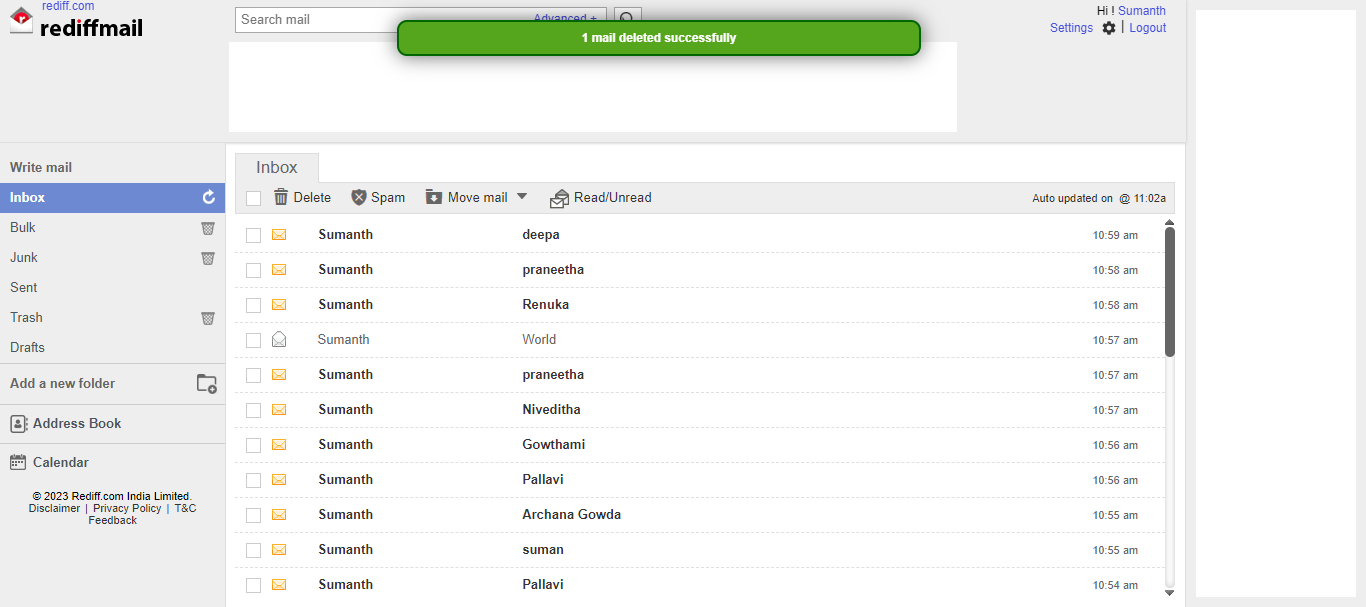 rediff.com
rediffmail
Search mail
Advanced +
1 mail deleted successfully
Hi ! Sumanth
Settings | Logout
Write mail
Inbox
Bulk
Junk
Sent
Trash
Drafts
Add a new folder
Address Book
Calendar
© 2023 Rediff.com India Limited.
Disclaimer | Privacy Policy | T&C
Feedback
Inbox
Delete Spam Move mail Read/Unread Auto updated on @ 11:02a
Sumanth deepa 10:59 am
Sumanth praneetha 10:58 am
Sumanth Renuka 10:58 am
Sumanth World 10:57 am
Sumanth praneetha 10:57 am
Sumanth Niveditha 10:57 am
Sumanth Gowthami 10:56 am
Sumanth Pallavi 10:56 am
Sumanth Archana Gowda 10:55 am
Sumanth suman 10:55 am
Sumanth Pallavi 10:54 am